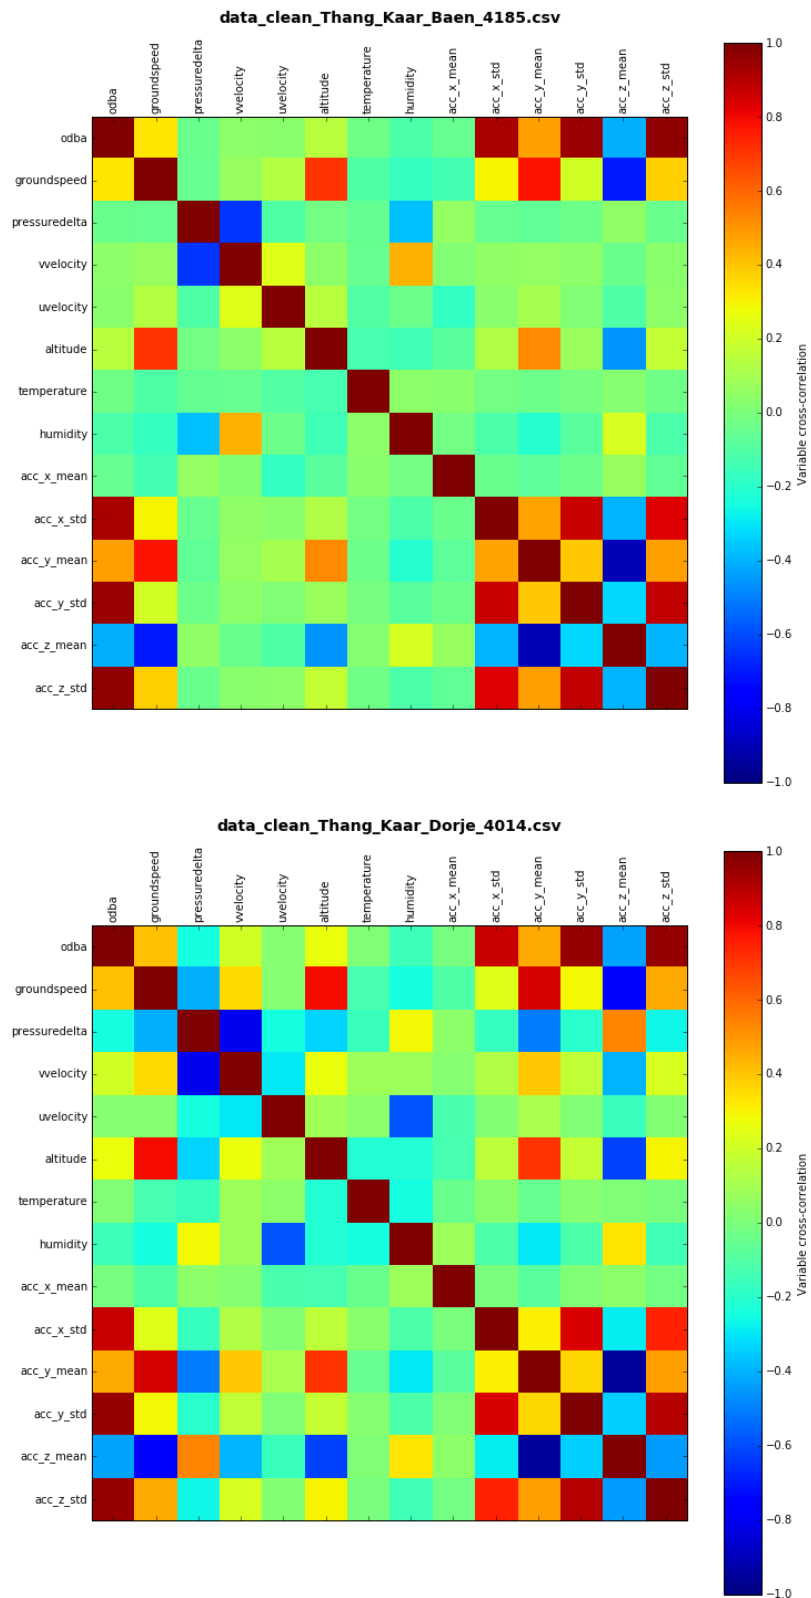 data_clean_Thang_Kaar_Baen_4185.csv
odba groundspeed pressuredelta vvelocity uvelocity altitude temperature humidity acc_x_mean acc_x_std acc_y_mean acc_y_std acc_z_mean acc_z_std
odba
groundspeed
pressuredelta
vvelocity
uvelocity
altitude
temperature
humidity
acc_x_mean
acc_x_std
acc_y_mean
acc_y_std
acc_z_mean
acc_z_std
1.0
0.8
0.6
0.4
0.2
0.0
−0.2
−0.4
−0.6
−0.8
−1.0
Variable cross-correlation
data_clean_Thang_Kaar_Dorje_4014.csv
odba groundspeed pressuredelta vvelocity uvelocity altitude temperature humidity acc_x_mean acc_x_std acc_y_mean acc_y_std acc_z_mean acc_z_std
odba
groundspeed
pressuredelta
vvelocity
uvelocity
altitude
temperature
humidity
acc_x_mean
acc_x_std
acc_y_mean
acc_y_std
acc_z_mean
acc_z_std
1.0
0.8
0.6
0.4
0.2
0.0
−0.2
−0.4
−0.6
−0.8
−1.0
Variable cross-correlation